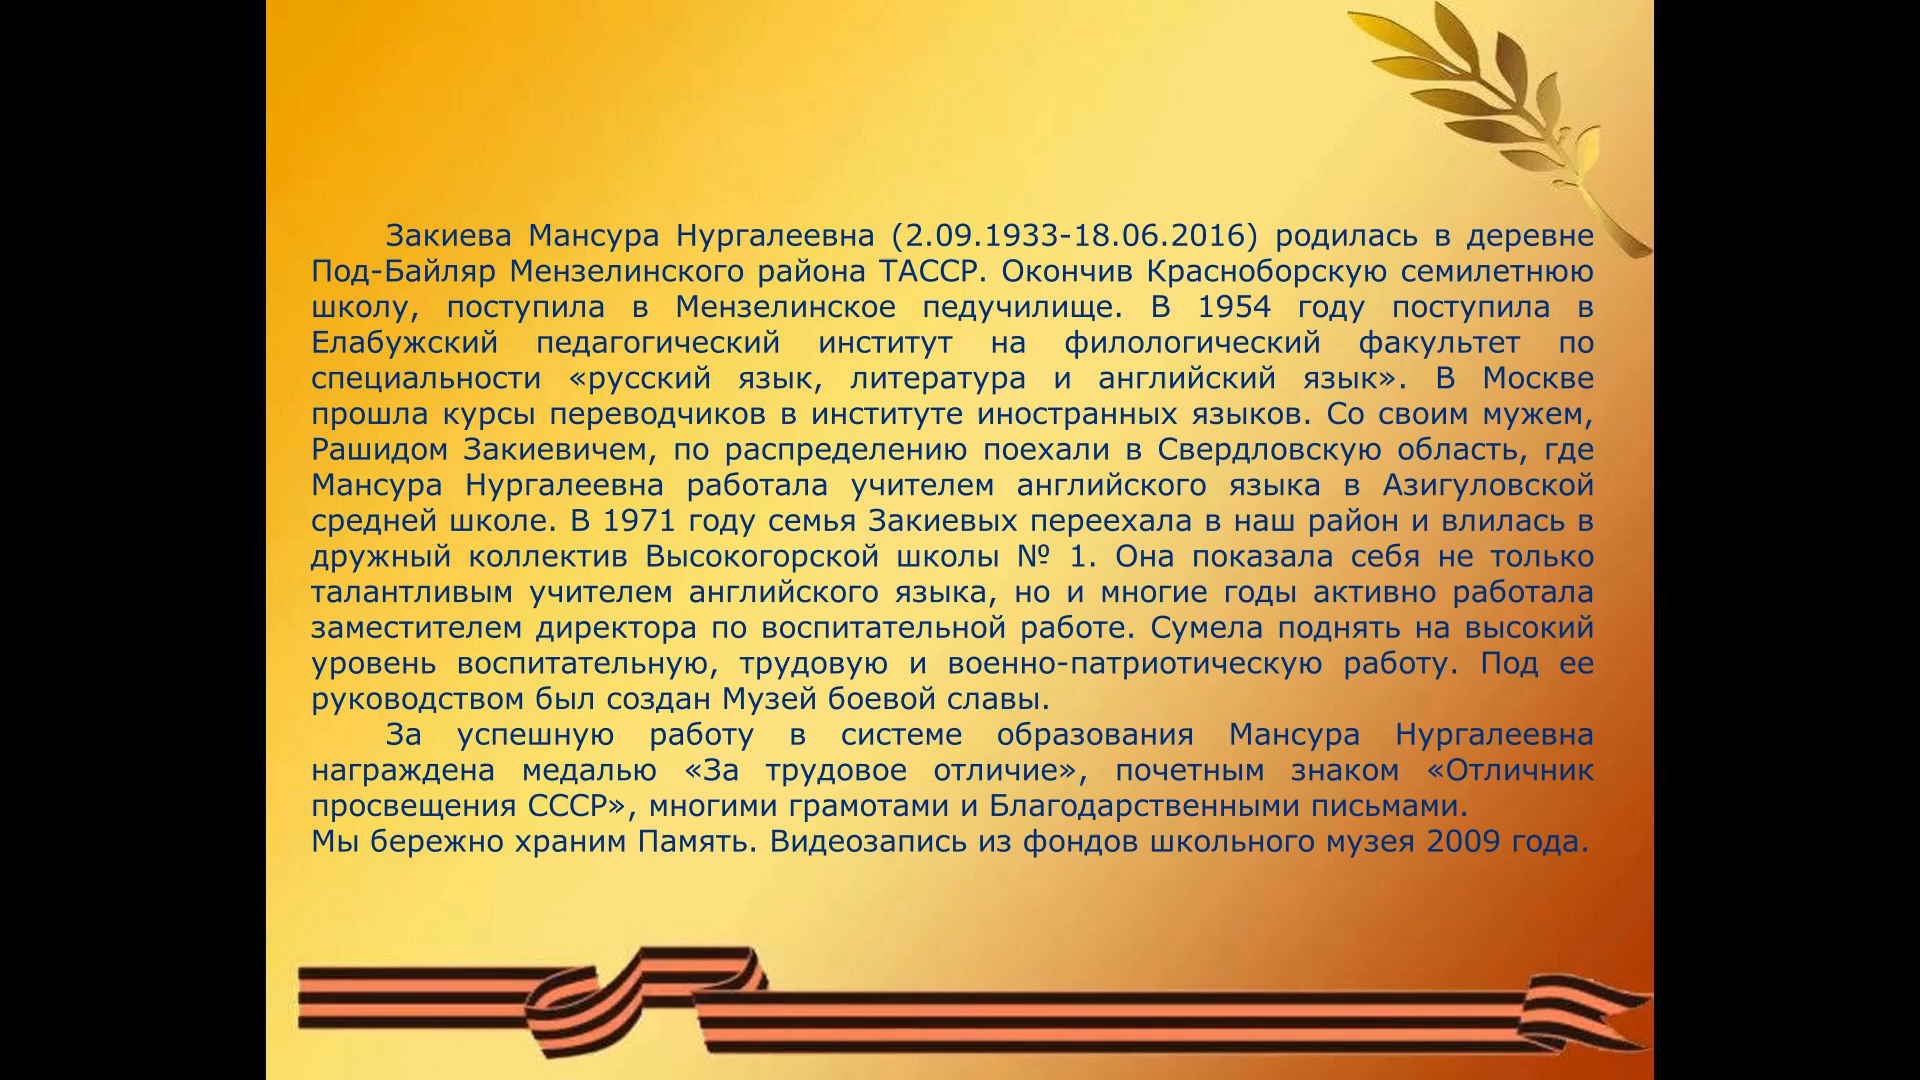 Закиева Мансура Нургалеевна (2.09.1933-18.06.2016) родилась в деревне
Под-Байляр Мензелинского района ТАССР. Окончив Красноборскую семилетнюю
школу, поступила в Мензелинское педучилище. В 1954 году поступила в
Елабужский педагогический институт на филологический факультет по
специальности «русский язык, литература и английский язык». В Москве
прошла курсы переводчиков в институте иностранных языков. Со своим мужем,
Рашидом Закиевичем, по распределению поехали в Свердловскую область, где
Мансура Нургалеевна работала учителем английского языка в Азигуловской
средней школе. В 1971 году семья Закиевых переехала в наш район и влилась в
дружный коллектив Высокогорской школы № 1. Она показала себя не только
талантливым учителем английского языка, но и многие годы активно работала
заместителем директора по воспитательной работе. Сумела поднять на высокий
уровень воспитательную, трудовую и военно-патриотическую работу. Под ее
руководством был создан Музей боевой славы.
За успешную работу в системе образования Мансура Нургалеевна
награждена медалью «За трудовое отличие», почетным знаком «Отличник
просвещения СССР», многими грамотами и Благодарственными письмами.
Мы бережно храним Память. Видеозапись из фондов школьного музея 2009 года.